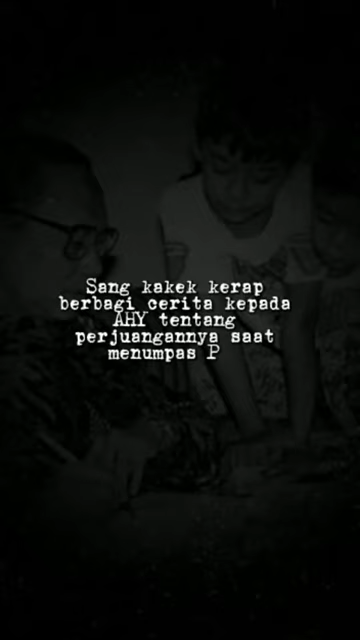 Sang kakek kerap
berbagi cerita kepada
AHY tentang
perjuangannya saat
menumpas P